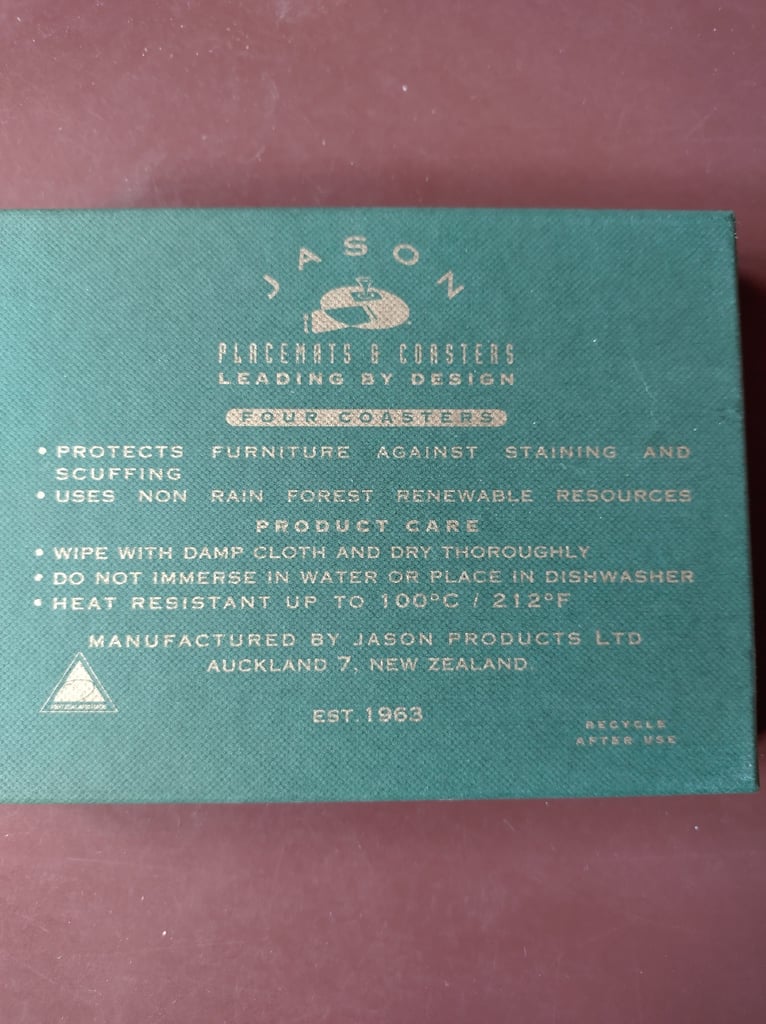 JASON
PLACEMATS & COASTERS
LEADING BY DESIGN
FOUR COASTERS
• PROTECTS FURNITURE AGAINST STAINING AND
SCUFFING
• USES NON RAIN FOREST RENEWABLE RESOURCES
PRODUCT CARE
• WIPE WITH DAMP CLOTH AND DRY THOROUGHLY
• DO NOT IMMERSE IN WATER OR PLACE IN DISHWASHER
• HEAT RESISTANT UP TO 100°C / 212°F
MANUFACTURED BY JASON PRODUCTS LTD
AUCKLAND 7, NEW ZEALAND.
EST.1963
RECYCLE
AFTER USE